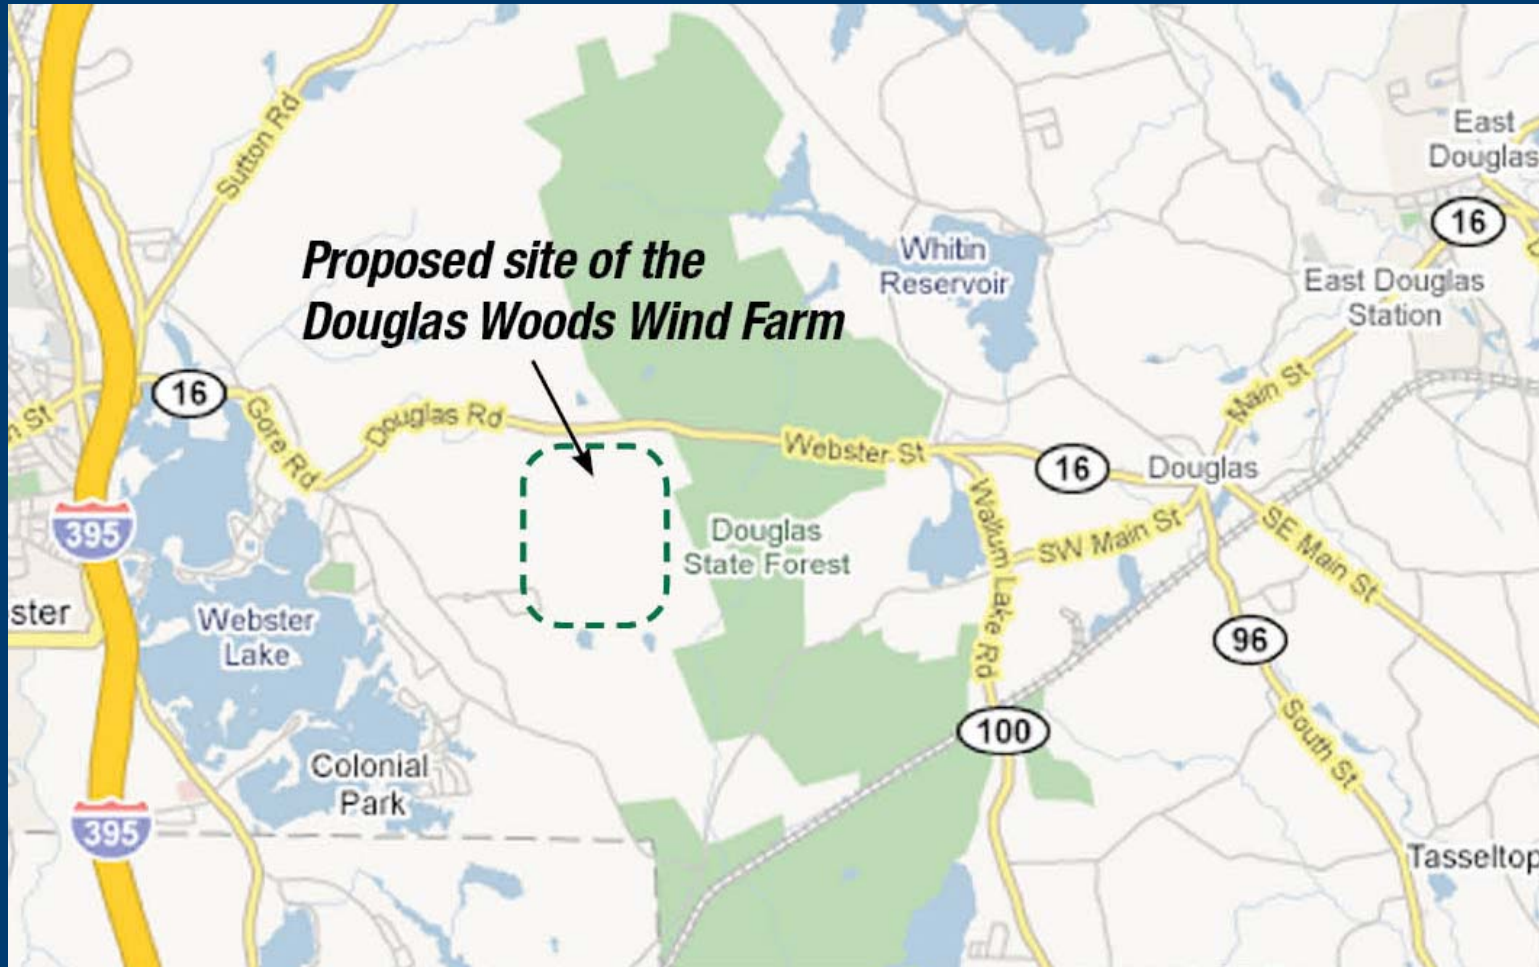 Sutton Rd
East
Douglas
16
Proposed site of the
Douglas Woods Wind Farm
Whitin
Reservoir
East Douglas
Station
16
Gore Rd
Douglas Rd
Webster St
16
Douglas
Main St
St
395
Wallum Lake Rd
SW Main St
SE Main St
Douglas
State Forest
ster
Webster
Lake
96
100
South St
Colonial
Park
395
Tasseltop